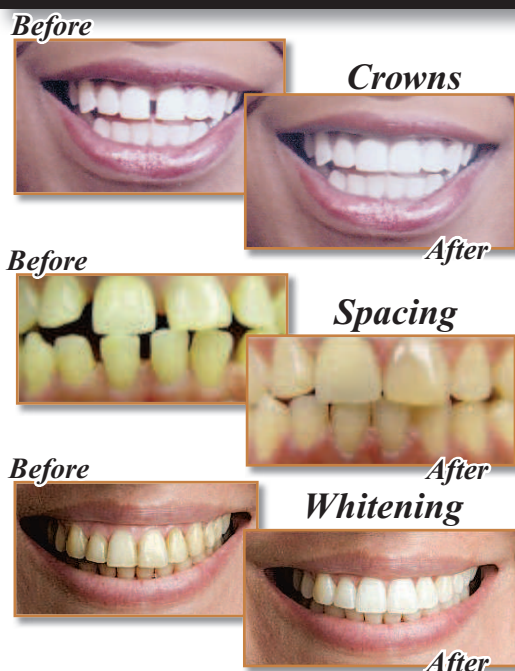 Before
Crowns
After
Before
Spacing
After
Before
Whitening
After